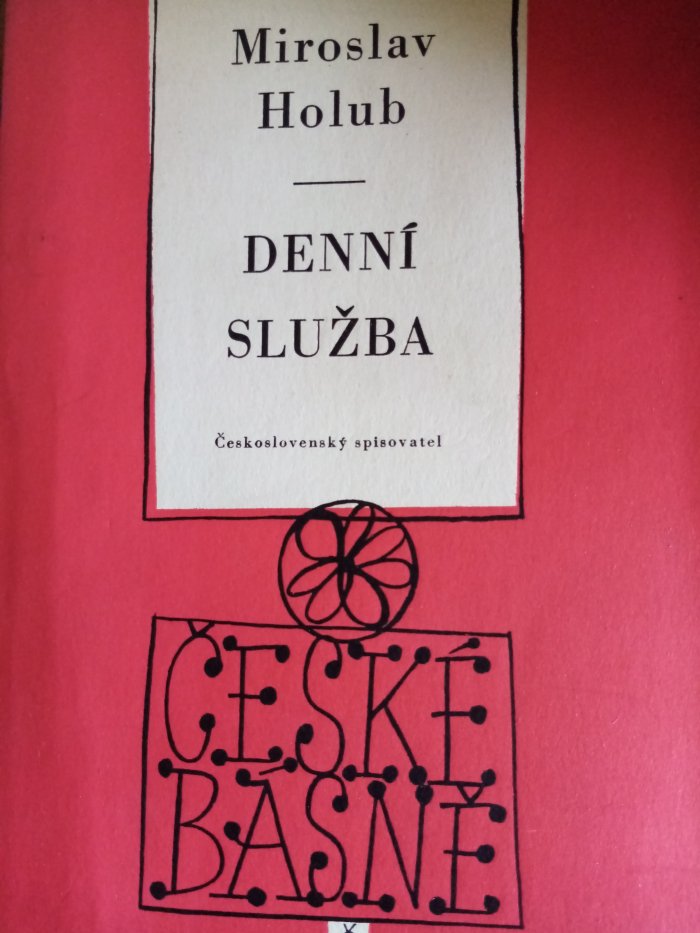 Miroslav
Holub
DENNÍ
SLUŽBA
Československý spisovatel
ČESKÉ
BÁSNĚ